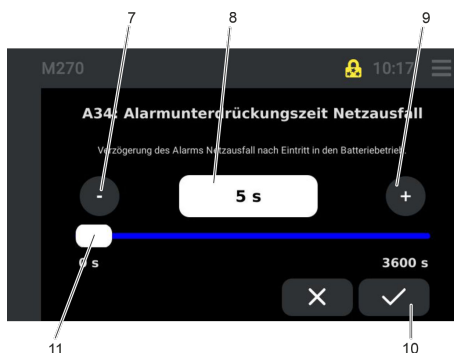 7 8 9
M270 10:17
A34: Alarmunterdrückungszeit Netzausfall
Verzögerung des Alarms Netzausfall nach Eintritt in den Batteriebetrieb.
- 5 s +
0 s 3600 s
11 10